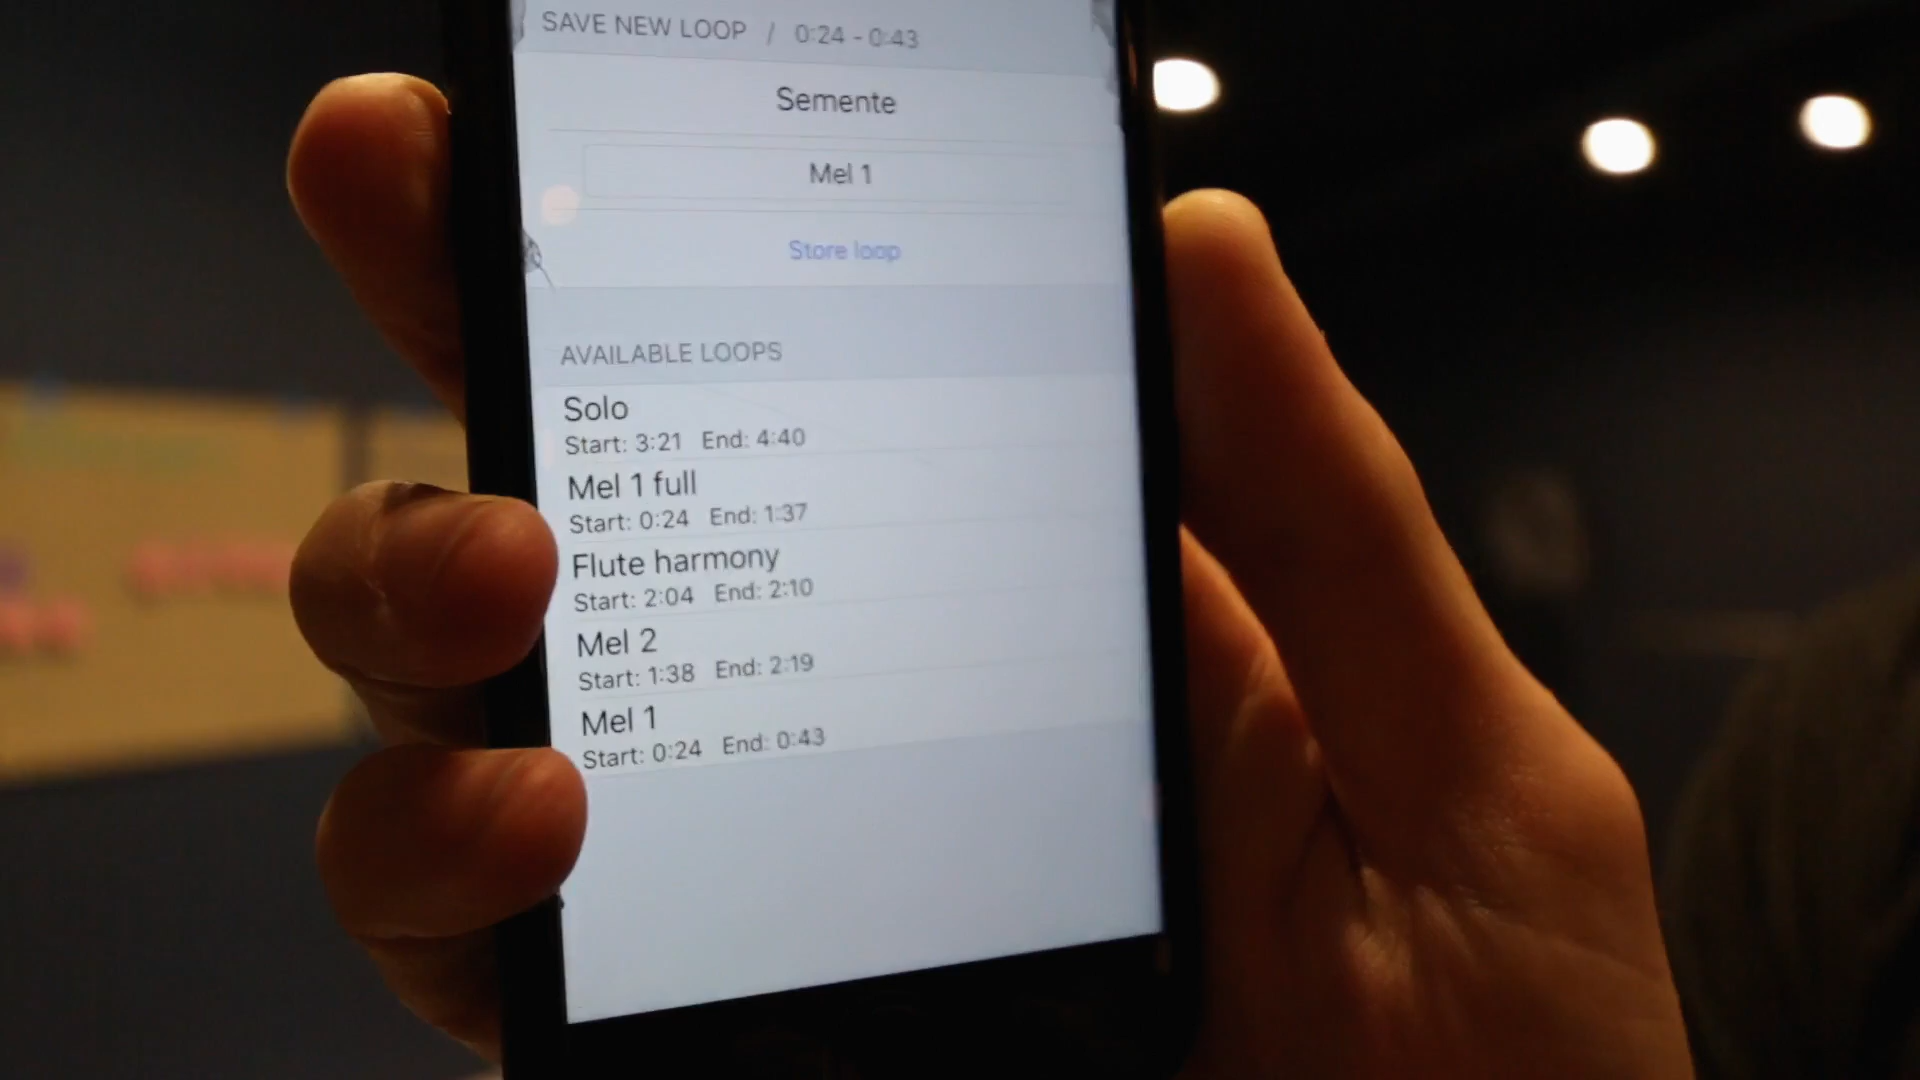 SAVE NEW LOOP / 0:24 - 0:43
Semente
Mel 1
Store loop
AVAILABLE LOOPS
Solo
Start: 3:21 End: 4:40
Mel 1 full
Start: 0:24 End: 1:37
Flute harmony
Start: 2:04 End: 2:10
Mel 2
Start: 1:38 End: 2:19
Mel 1
Start: 0:24 End: 0:43